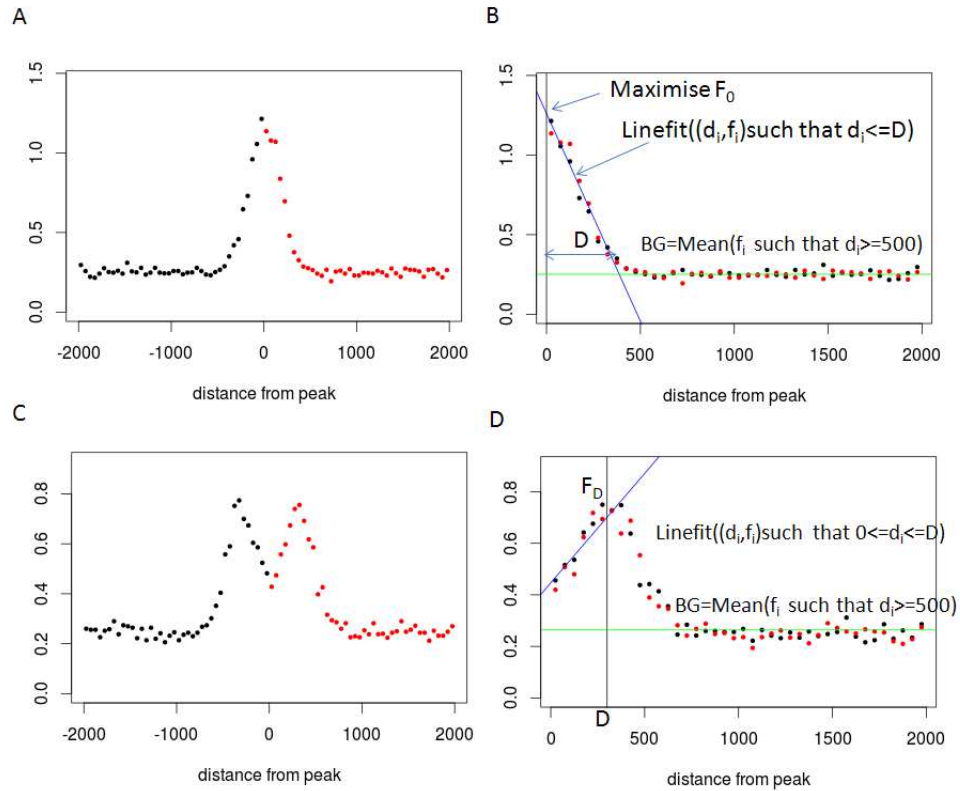 A
0.0 0.5 1.0 1.5
-2000 -1000 0 1000 2000
distance from peak
B
Maximise F₀
Linefit((dᵢ,fᵢ)such that dᵢ<=D)
D
BG=Mean(fᵢ such that dᵢ>=500)
0.0 0.5 1.0 1.5
0 500 1000 1500 2000
distance from peak
C
0.0 0.2 0.4 0.6 0.8
-2000 -1000 0 1000 2000
distance from peak
D
F_D
Linefit((dᵢ,fᵢ)such that 0<=dᵢ<=D)
BG=Mean(fᵢ such that dᵢ>=500)
0.0 0.2 0.4 0.6 0.8
D
0 500 1000 1500 2000
distance from peak